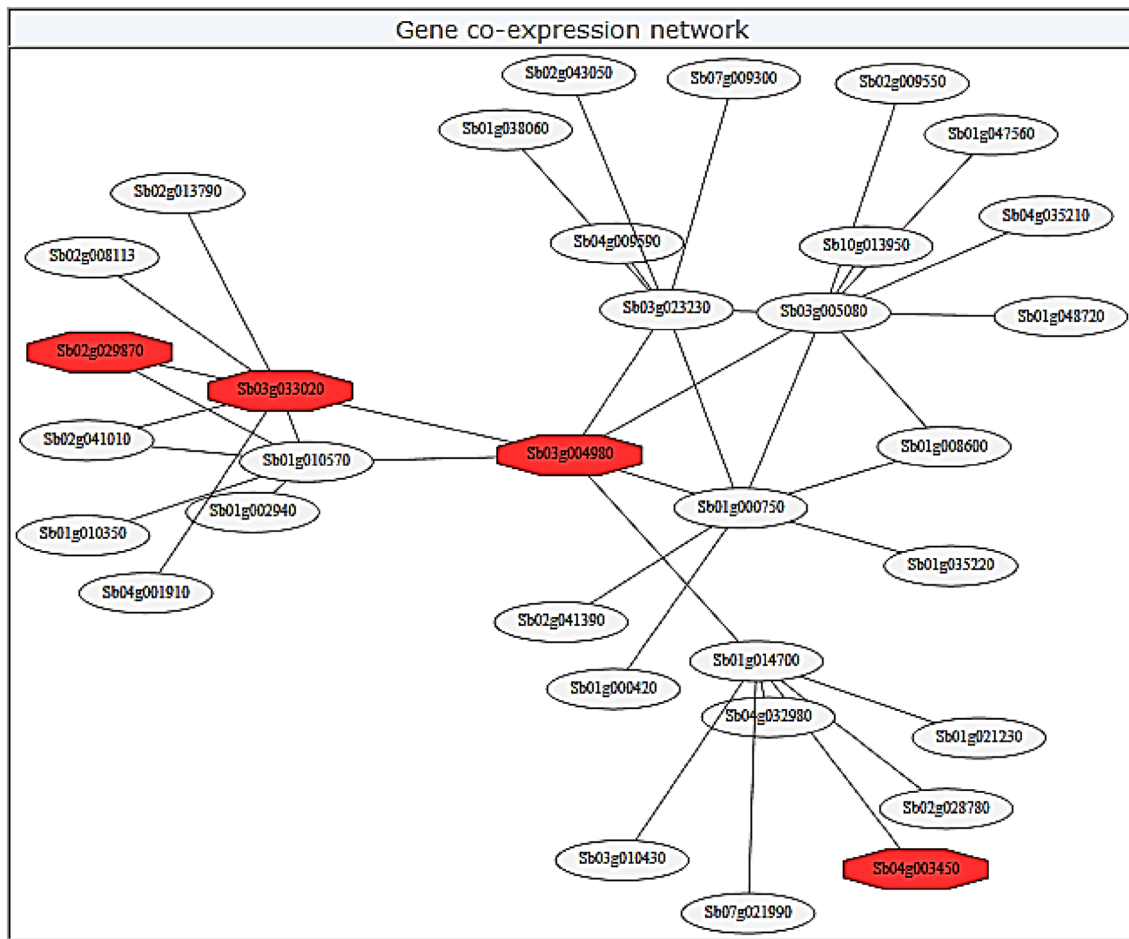 Gene co-expression network
Sb02g043050
Sb07g009300
Sb02g009550
Sb01g038060
Sb01g047560
Sb02g013790
Sb04g035210
Sb04g009590
Sb10g013950
Sb02g008113
Sb03g023230
Sb03g005080
Sb01g048720
Sb02g029870
Sb03g033020
Sb02g041010
Sb01g010570
Sb03g004980
Sb01g008600
Sb01g002940
Sb01g000750
Sb01g010350
Sb01g035220
Sb04g001910
Sb02g041390
Sb01g014700
Sb01g000420
Sb04g032980
Sb01g021230
Sb02g028780
Sb03g010430
Sb04g003450
Sb07g021990